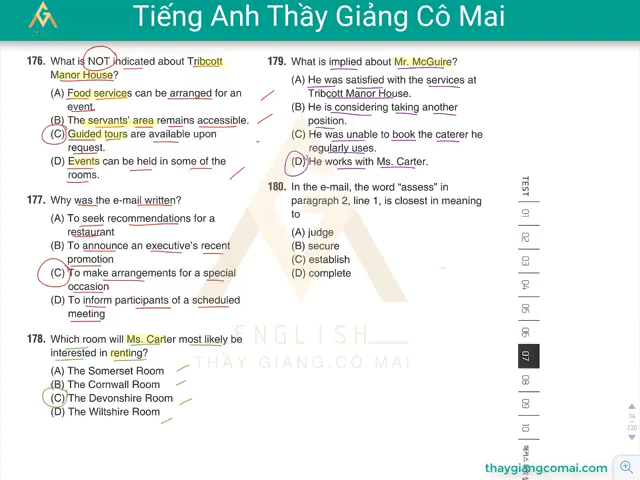 Tiếng Anh Thầy Giảng Cô Mai
176. What is NOT indicated about Tribcott
Manor House?
(A) Food services can be arranged for an
event.
(B) The servants' area remains accessible.
(C) Guided tours are available upon
request.
(D) Events can be held in some of the
rooms.
177. Why was the e-mail written?
(A) To seek recommendations for a
restaurant
(B) To announce an executive's recent
promotion
(C) To make arrangements for a special
occasion
(D) To inform participants of a scheduled
meeting
178. Which room will Ms. Carter most likely be
interested in renting?
(A) The Somerset Room
(B) The Cornwall Room
(C) The Devonshire Room
(D) The Wiltshire Room
179. What is implied about Mr. McGuire?
(A) He was satisfied with the services at
Tribcott Manor House.
(B) He is considering taking another
position.
(C) He was unable to book the caterer he
regularly uses.
(D) He works with Ms. Carter.
180. In the e-mail, the word "assess" in
paragraph 2, line 1, is closest in meaning
to
(A) judge
(B) secure
(C) establish
(D) complete
ENGLISH
THẦY GIẢNG.CÔ MAI
TEST
01
02
03
04
05
06
07
08
09
10
해커스
36
220
thaygiangcomai.com